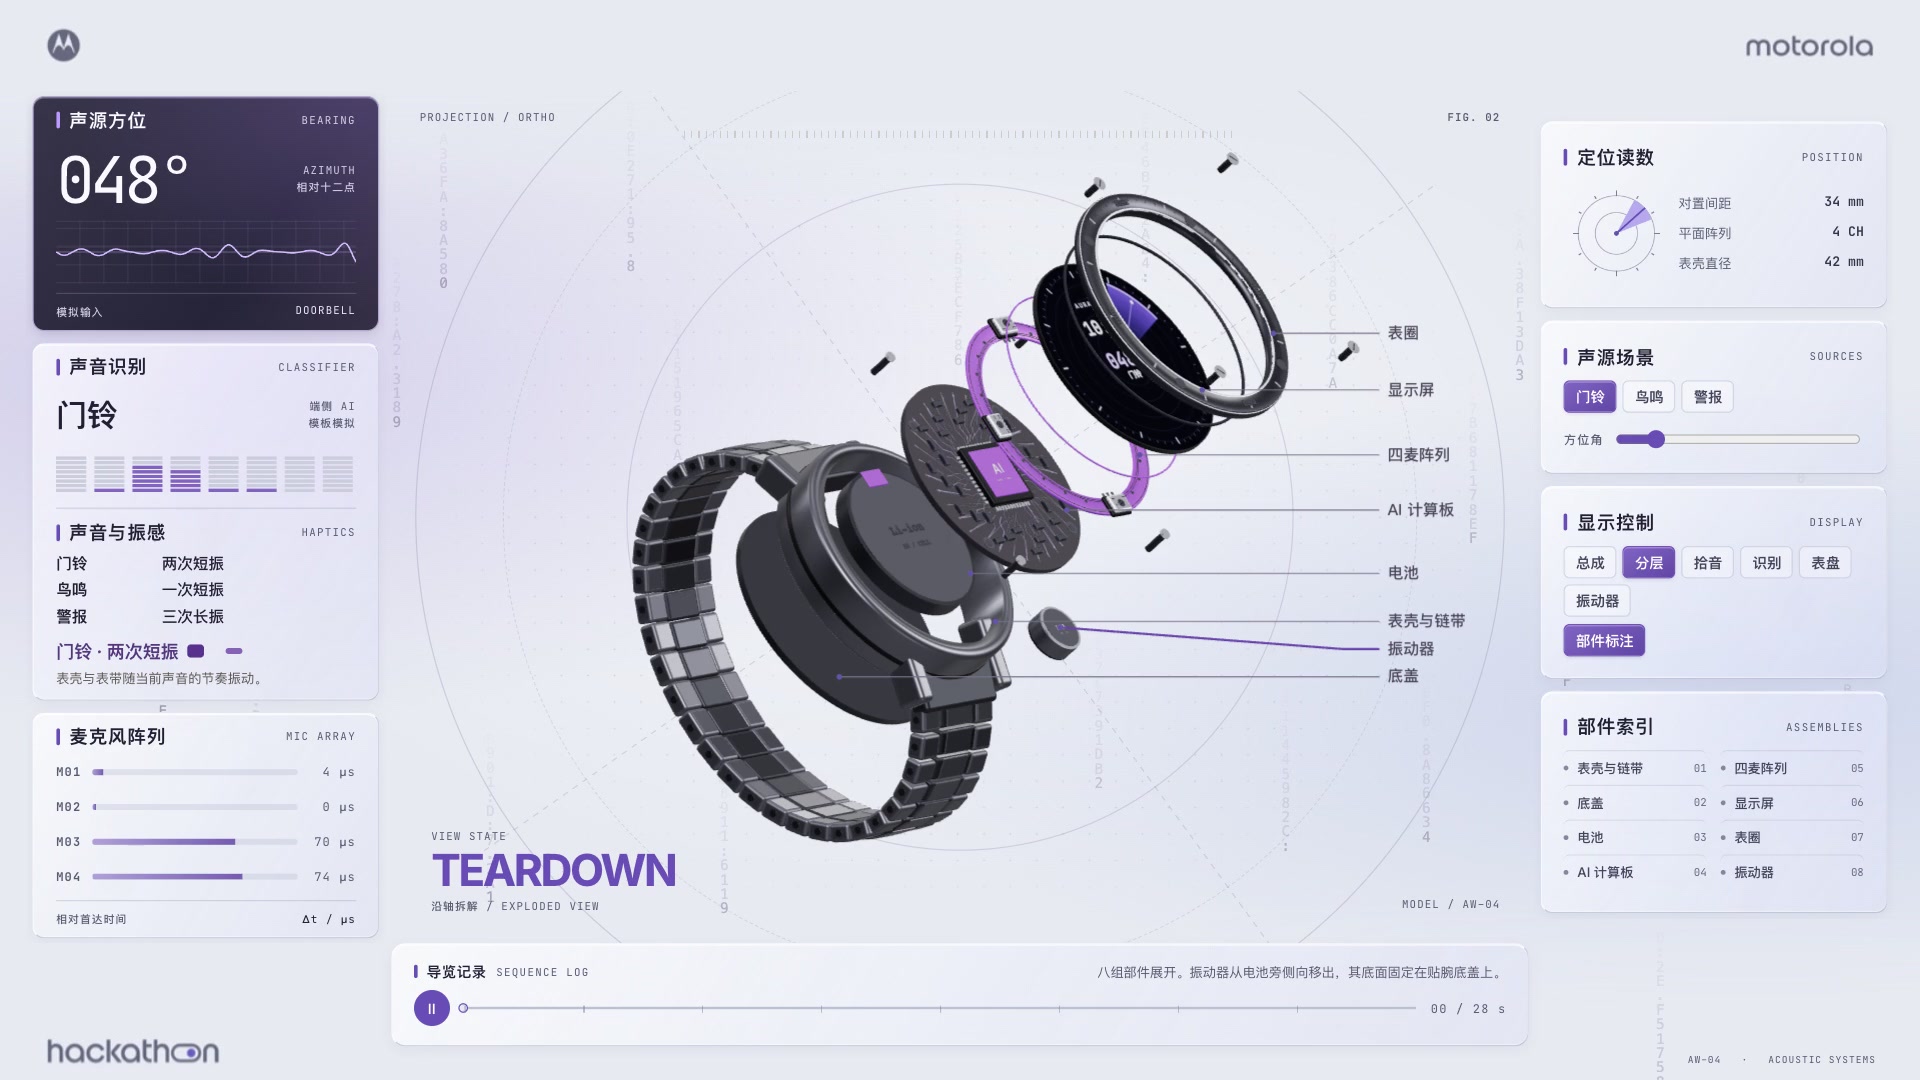 motorola
声源方位 BEARING
048°
AZIMUTH
相对十二点
模拟输入 DOORBELL
声音识别 CLASSIFIER
门铃
端侧 AI
模板模拟
声音与振感 HAPTICS
门铃 两次短振
鸟鸣 一次短振
警报 三次长振
门铃 · 两次短振
表壳与表带随当前声音的节奏振动。
麦克风阵列 MIC ARRAY
M01 4 μs
M02 0 μs
M03 70 μs
M04 74 μs
相对首达时间 Δt / μs
PROJECTION / ORTHO
FIG. 02
AURA
18
Li-ion
AI
表圈
显示屏
四麦阵列
AI 计算板
电池
表壳与链带
振动器
底盖
VIEW STATE
TEARDOWN
沿轴拆解 / EXPLODED VIEW
MODEL / AW-04
导览记录 SEQUENCE LOG
八组部件展开。振动器从电池旁侧向移出，其底面固定在贴腕底盖上。
00 / 28 s
定位读数 POSITION
对置间距 34 mm
平面阵列 4 CH
表壳直径 42 mm
声源场景 SOURCES
门铃 鸟鸣 警报
方位角
显示控制 DISPLAY
总成 分层 拾音 识别 表盘
振动器
部件标注
部件索引 ASSEMBLIES
表壳与链带 01 四麦阵列 05
底盖 02 显示屏 06
电池 03 表圈 07
AI 计算板 04 振动器 08
hackathon
AW-04 · ACOUSTIC SYSTEMS